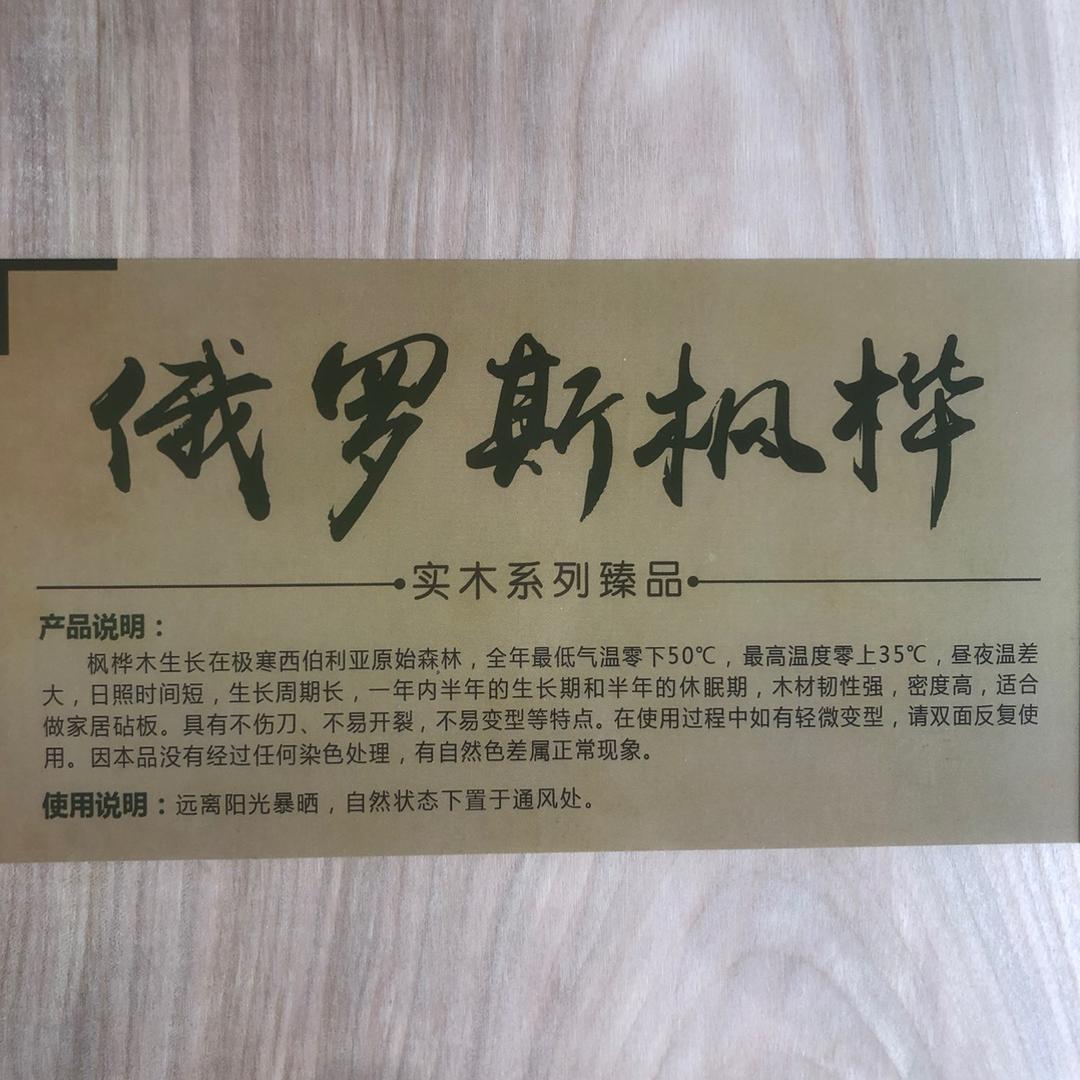 俄罗斯枫桦
实木系列臻品
产品说明：
枫桦木生长在极寒西伯利亚原始森林，全年最低气温零下50℃，最高温度零上35℃，昼夜温差
大，日照时间短，生长周期长，一年内半年的生长期和半年的休眠期，木材韧性强，密度高，适合
做家居砧板。具有不伤刀、不易开裂，不易变型等特点。在使用过程中如有轻微变型，请双面反复使
用。因本品没有经过任何染色处理，有自然色差属正常现象。
使用说明：远离阳光暴晒，自然状态下置于通风处。